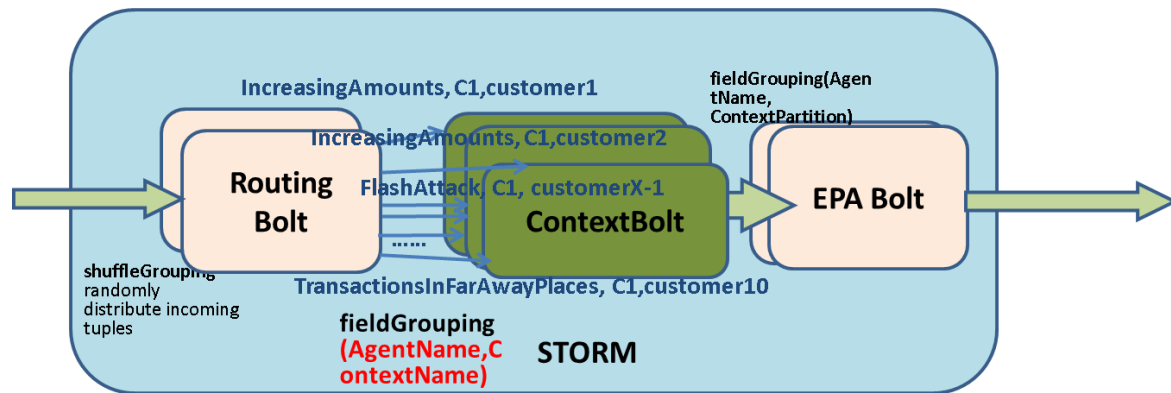 IncreasingAmounts, C1,customer1
fieldGrouping(Agen
tName,
ContextPartition)
IncreasingAmounts, C1,customer2
Routing
Bolt
FlashAttack, C1, customerX-1
ContextBolt
EPA Bolt
......
shuffleGrouping
randomly
distribute incoming
tuples
TransactionsInFarAwayPlaces, C1,customer10
fieldGrouping
(AgentName,C
ontextName)
STORM